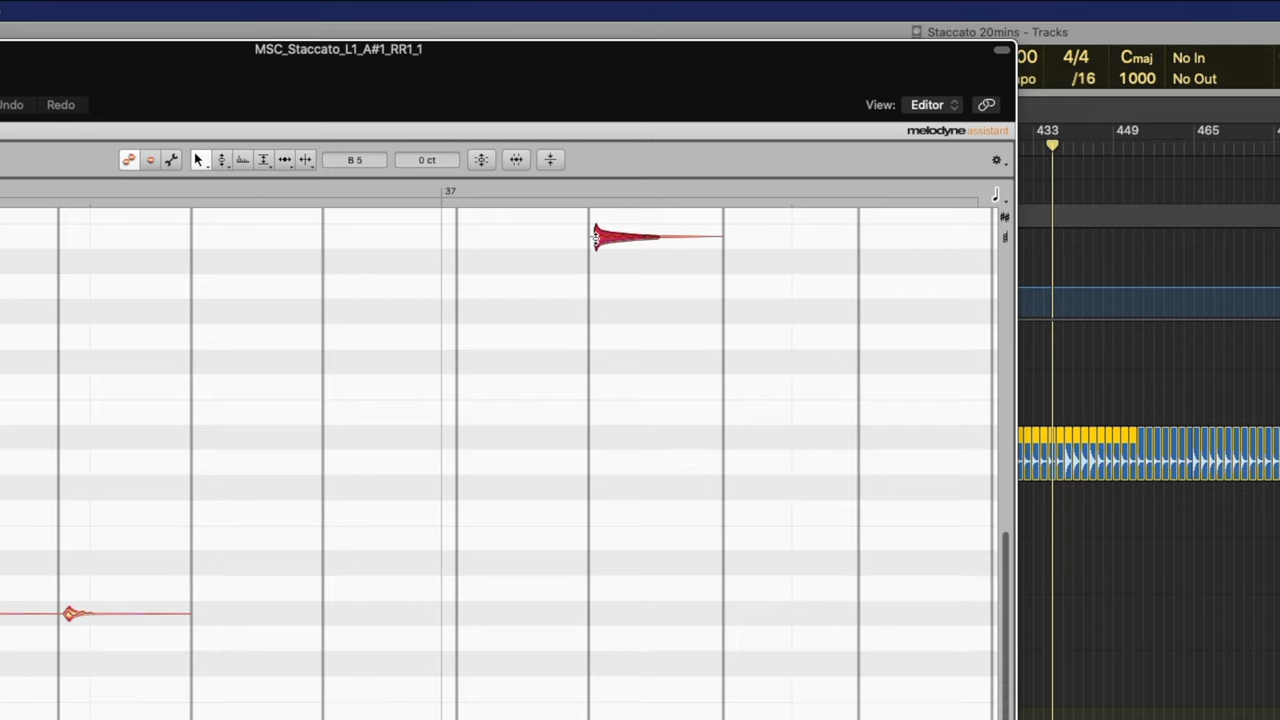 Staccato 20mins - Tracks
MSC_Staccato_L1_A#1_RR1_1
00 4/4 Cmaj No In
po /16 1000 No Out
Undo Redo
View: Editor
melodyne assistant
433 449 465
B 5 0 ct
37